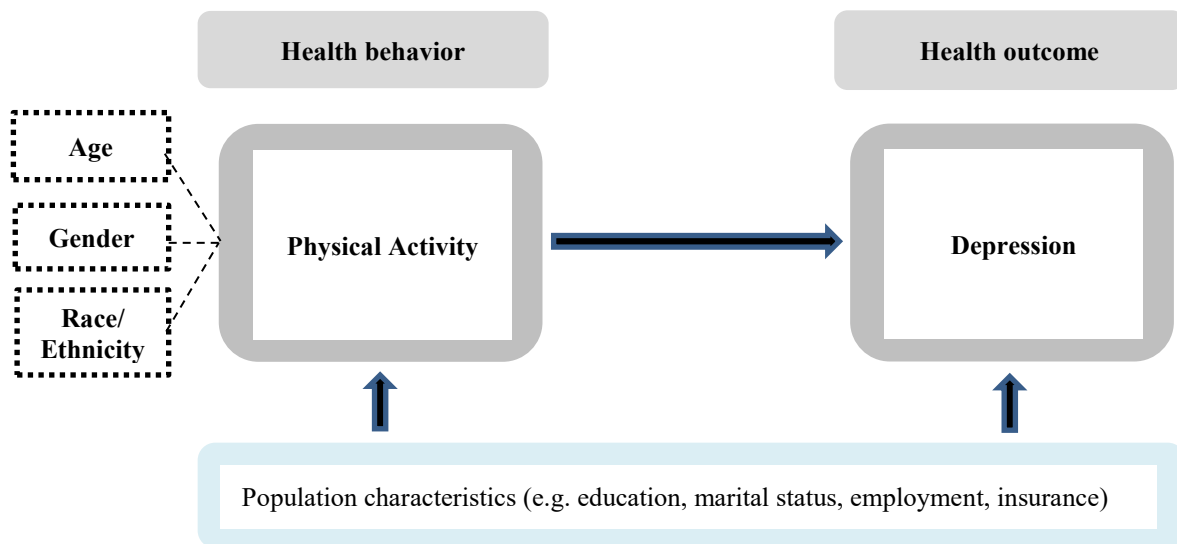 Health behavior
Health outcome
Age
Gender
Race/
Ethnicity
Physical Activity
Depression
Population characteristics (e.g. education, marital status, employment, insurance)